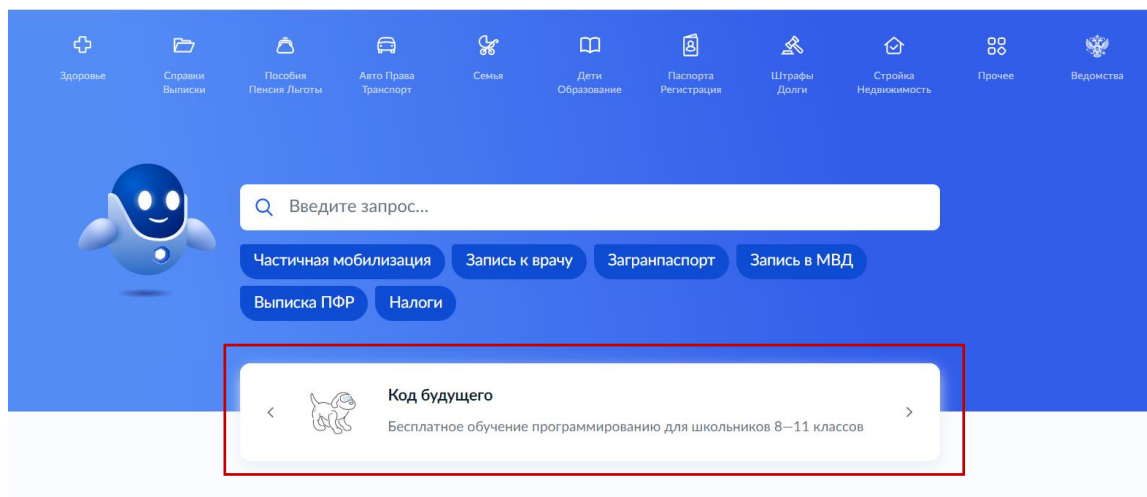 Здоровье
Справки
Выписки
Пособия
Пенсия Льготы
Авто Права
Транспорт
Семья
Дети
Образование
Паспорта
Регистрация
Штрафы
Долги
Стройка
Недвижимость
Прочее
Ведомства
Введите запрос...
Частичная мобилизация
Запись к врачу
Загранпаспорт
Запись в МВД
Выписка ПФР
Налоги
Код будущего
Бесплатное обучение программированию для школьников 8—11 классов